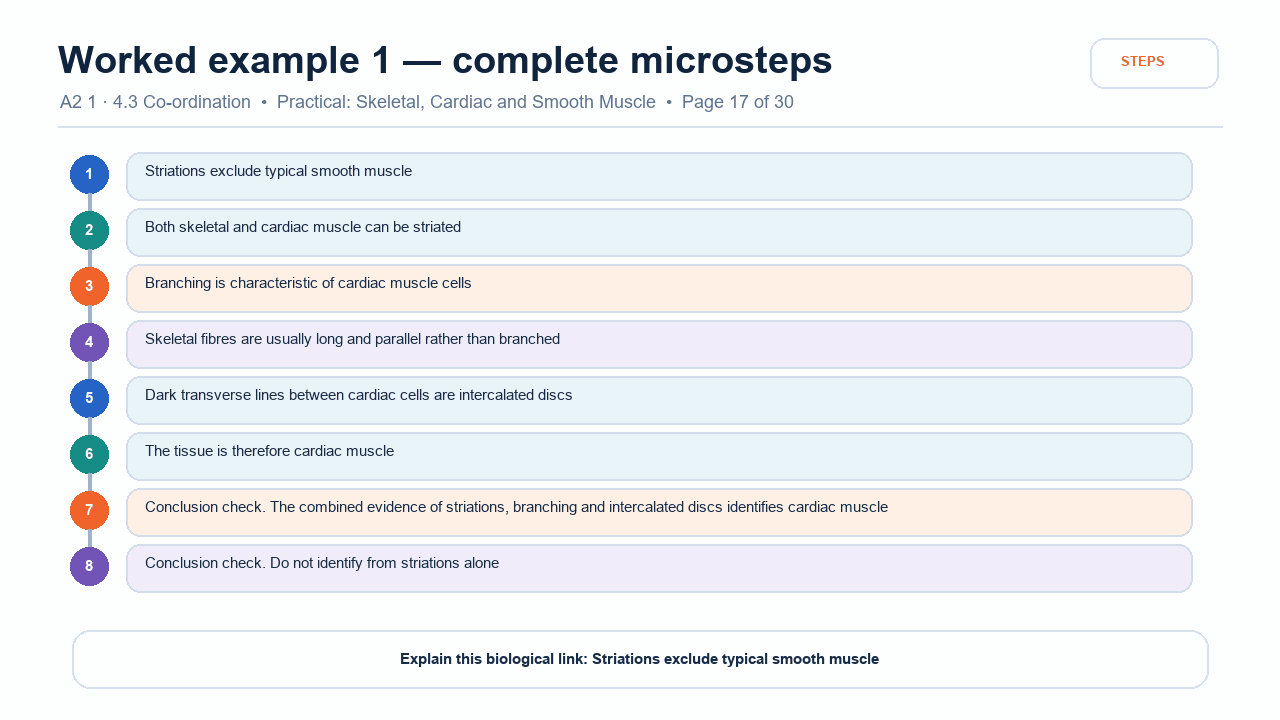 Worked example 1 — complete microsteps
STEPS
A2 1 · 4.3 Co-ordination • Practical: Skeletal, Cardiac and Smooth Muscle • Page 17 of 30
1 Striations exclude typical smooth muscle
2 Both skeletal and cardiac muscle can be striated
3 Branching is characteristic of cardiac muscle cells
4 Skeletal fibres are usually long and parallel rather than branched
5 Dark transverse lines between cardiac cells are intercalated discs
6 The tissue is therefore cardiac muscle
7 Conclusion check. The combined evidence of striations, branching and intercalated discs identifies cardiac muscle
8 Conclusion check. Do not identify from striations alone
Explain this biological link: Striations exclude typical smooth muscle